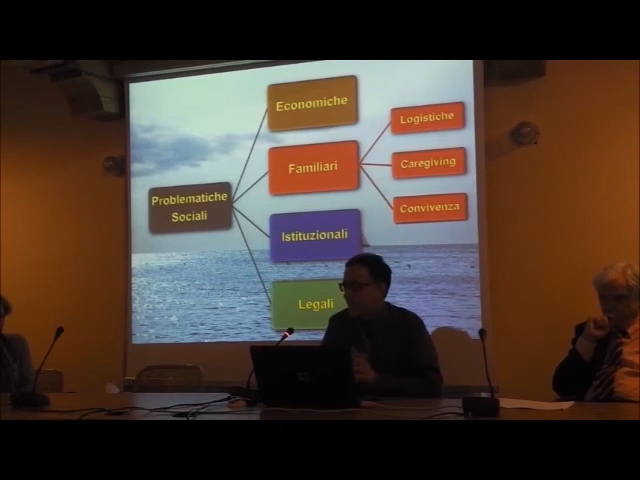 Economiche
Logistiche
Familiari
Caregiving
Problematiche
Sociali
Convivenza
Istituzionali
Legali